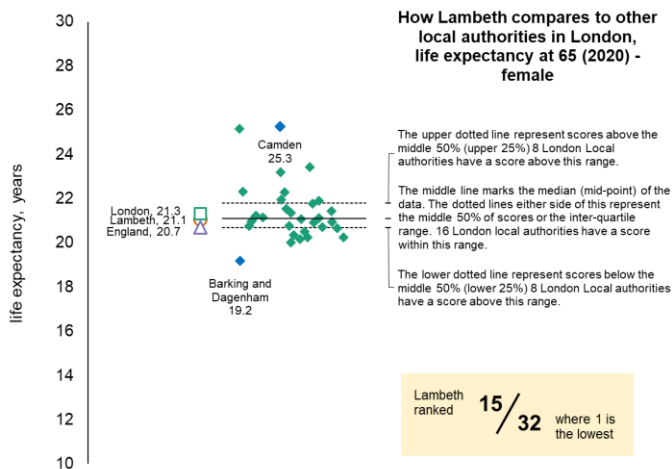 How Lambeth compares to other
local authorities in London,
life expectancy at 65 (2020) -
female
life expectancy, years
30
28
26
24
22
20
18
16
14
12
10
London, 21.3
Lambeth, 21.1
England, 20.7
Camden
25.3
Barking and
Dagenham
19.2
The upper dotted line represent scores above the
middle 50% (upper 25%) 8 London Local
authorities have a score above this range.
The middle line marks the median (mid-point) of the
data. The dotted lines either side of this represent
the middle 50% of scores or the inter-quartile
range. 16 London local authorities have a score
within this range.
The lower dotted line represent scores below the
middle 50% (lower 25%) 8 London Local authorities
have a score above this range.
Lambeth
ranked
15/32
where 1 is
the lowest